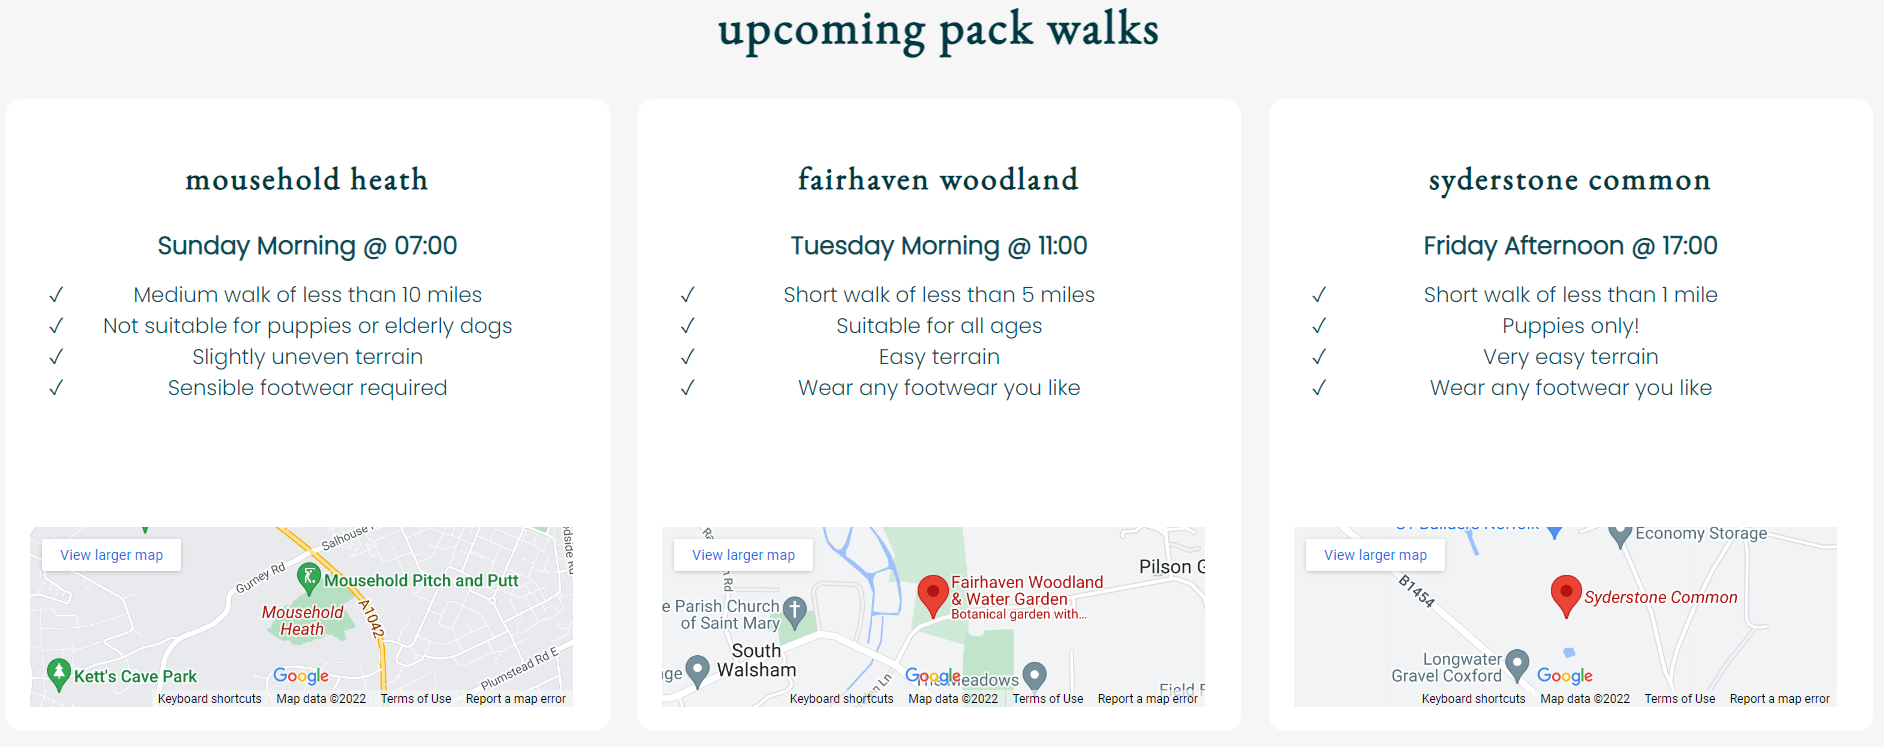 upcoming pack walks
mousehold heath
Sunday Morning @ 07:00
✓ Medium walk of less than 10 miles
✓ Not suitable for puppies or elderly dogs
✓ Slightly uneven terrain
✓ Sensible footwear required
View larger map
Salhouse
Gurney Rd
Mousehold Pitch and Putt
Mousehold
Heath
A1042
Kett's Cave Park
Plumstead Rd E
Google
Keyboard shortcuts
Map data ©2022
Terms of Use
Report a map error
fairhaven woodland
Tuesday Morning @ 11:00
✓ Short walk of less than 5 miles
✓ Suitable for all ages
✓ Easy terrain
✓ Wear any footwear you like
View larger map
Rd
Pilson G
Fairhaven Woodland
& Water Garden
Botanical garden with...
e Parish Church
of Saint Mary
South
Walsham
Meadows
Ln
Google
Keyboard shortcuts
Map data ©2022
Terms of Use
Report a map error
syderstone common
Friday Afternoon @ 17:00
✓ Short walk of less than 1 mile
✓ Puppies only!
✓ Very easy terrain
✓ Wear any footwear you like
View larger map
Economy Storage
B1454
Syderstone Common
Longwater
Gravel Coxford
Google
Keyboard shortcuts
Map data ©2022
Terms of Use
Report a map error